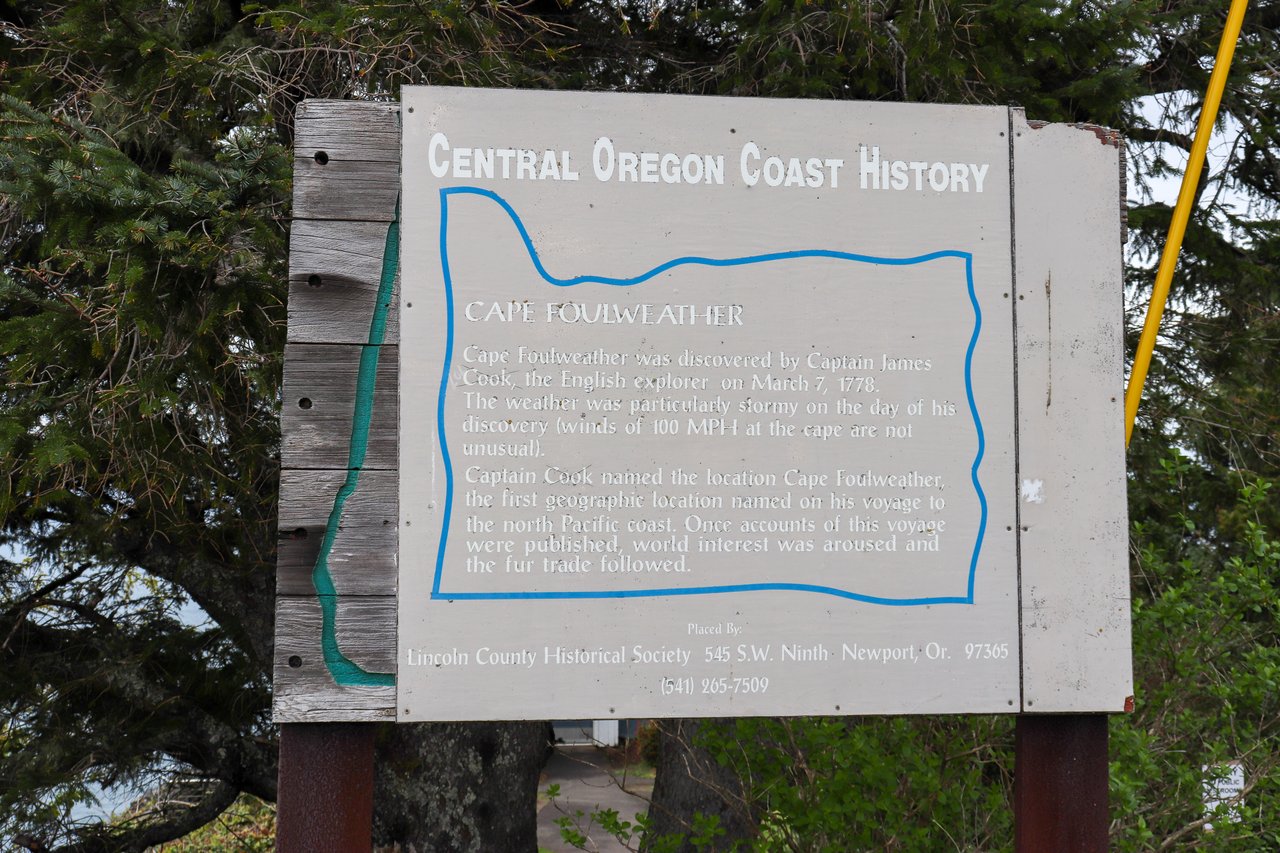 CENTRAL OREGON COAST HISTORY
CAPE FOULWEATHER
Cape Foulweather was discovered by Captain James
Cook, the English explorer on March 7, 1778.
The weather was particularly stormy on the day of his
discovery (winds of 100 MPH at the cape are not
unusual).
Captain Cook named the location Cape Foulweather,
the first geographic location named on his voyage to
the north Pacific coast. Once accounts of this voyage
were published, world interest was aroused and
the fur trade followed.
Placed By:
Lincoln County Historical Society 545 S.W. Ninth Newport, Or. 97365
(541) 265-7509